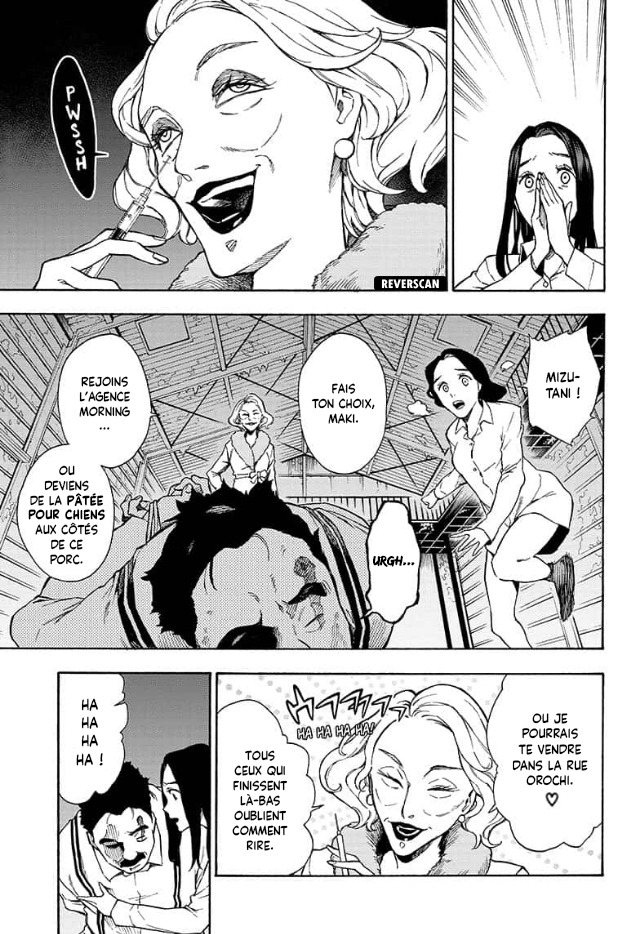 PWSSH
REVERSCAN
MIZU-
TANI !
FAIS
TON CHOIX,
MAKI.
REJOINS
L'AGENCE
MORNING
...
OU
DEVIENS
DE LA PÂTÉE
POUR CHIENS
AUX CÔTÉS
DE CE
PORC.
URGH...
OU JE
POURRAIS
TE VENDRE
DANS LA RUE
OROCHI.
♡
HA HA HA HA!
TOUS
CEUX QUI
FINISSENT
LÀ-BAS
OUBLIENT
COMMENT
RIRE.
HA
HA
HA
HA !